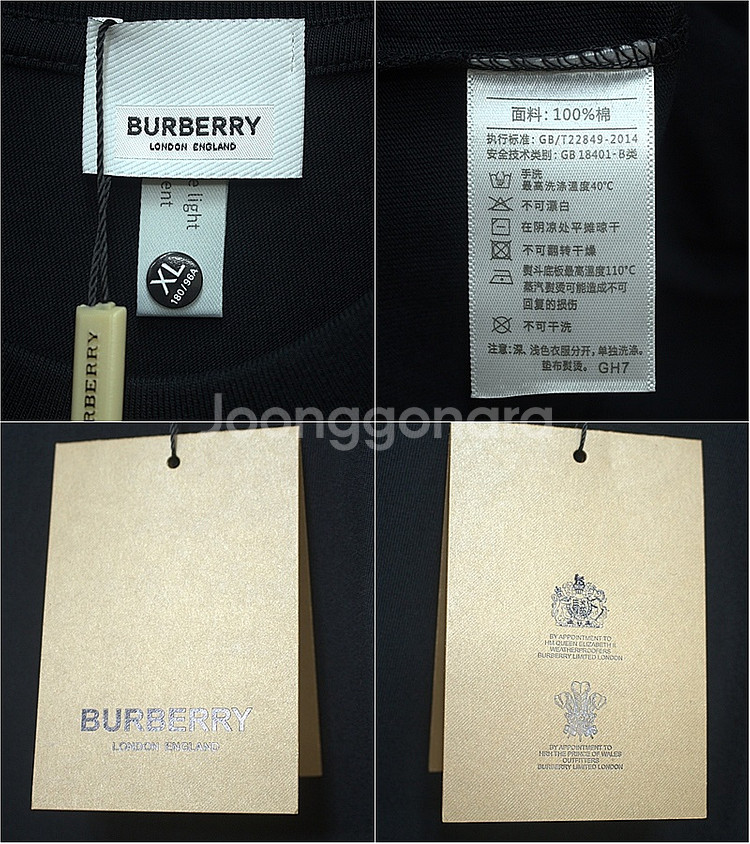 BURBERRY
LONDON ENGLAND
e light
ent
XL
180/96A
RBERRY
面料: 100%棉
执行标准: GB/T22849-2014
安全技术类别: GB 18401-B类
手洗
最高洗涤温度40°C
不可漂白
在阴凉处平摊晾干
不可翻转干燥
熨斗底板最高温度110°C
蒸汽熨烫可能造成不可
回复的损伤
不可干洗
注意: 深、浅色衣服分开, 单独洗涤。
垫布熨烫。 GH7
Joonggonara
BURBERRY
LONDON ENGLAND
BY APPOINTMENT TO
HM QUEEN ELIZABETH II
WEATHERPROOFERS
BURBERRY LIMITED LONDON
BY APPOINTMENT TO
HRH THE PRINCE OF WALES
OUTFITTERS
BURBERRY LIMITED LONDON